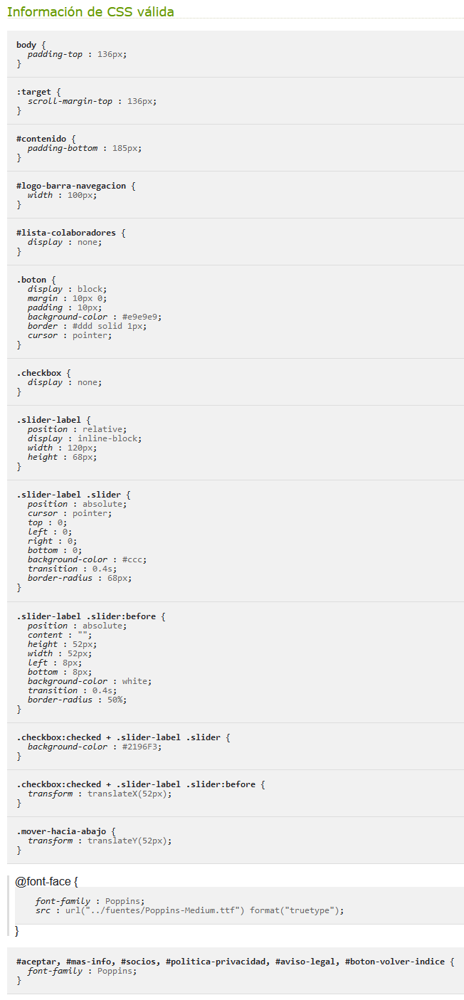 Información de CSS válida
body {
padding-top : 136px;
}
:target {
scroll-margin-top : 136px;
}
#contenido {
padding-bottom : 185px;
}
#logo-barra-navegacion {
width : 100px;
}
#lista-colaboradores {
display : none;
}
.boton {
display : block;
margin : 10px 0;
padding : 10px;
background-color : #e9e9e9;
border : #ddd solid 1px;
cursor : pointer;
}
.checkbox {
display : none;
}
.slider-label {
position : relative;
display : inline-block;
width : 120px;
height : 68px;
}
.slider-label .slider {
position : absolute;
cursor : pointer;
top : 0;
left : 0;
right : 0;
bottom : 0;
background-color : #ccc;
transition : 0.4s;
border-radius : 68px;
}
.slider-label .slider:before {
position : absolute;
content : "";
height : 52px;
width : 52px;
left : 8px;
bottom : 8px;
background-color : white;
transition : 0.4s;
border-radius : 50%;
}
.checkbox:checked + .slider-label .slider {
background-color : #2196F3;
}
.checkbox:checked + .slider-label .slider:before {
transform : translateX(52px);
}
.mover-hacia-abajo {
transform : translateY(52px);
}
@font-face {
font-family : Poppins;
src : url("../fuentes/Poppins-Medium.ttf") format("truetype");
}
#aceptar, #mas-info, #socios, #politica-privacidad, #aviso-legal, #boton-volver-indice {
font-family : Poppins;
}